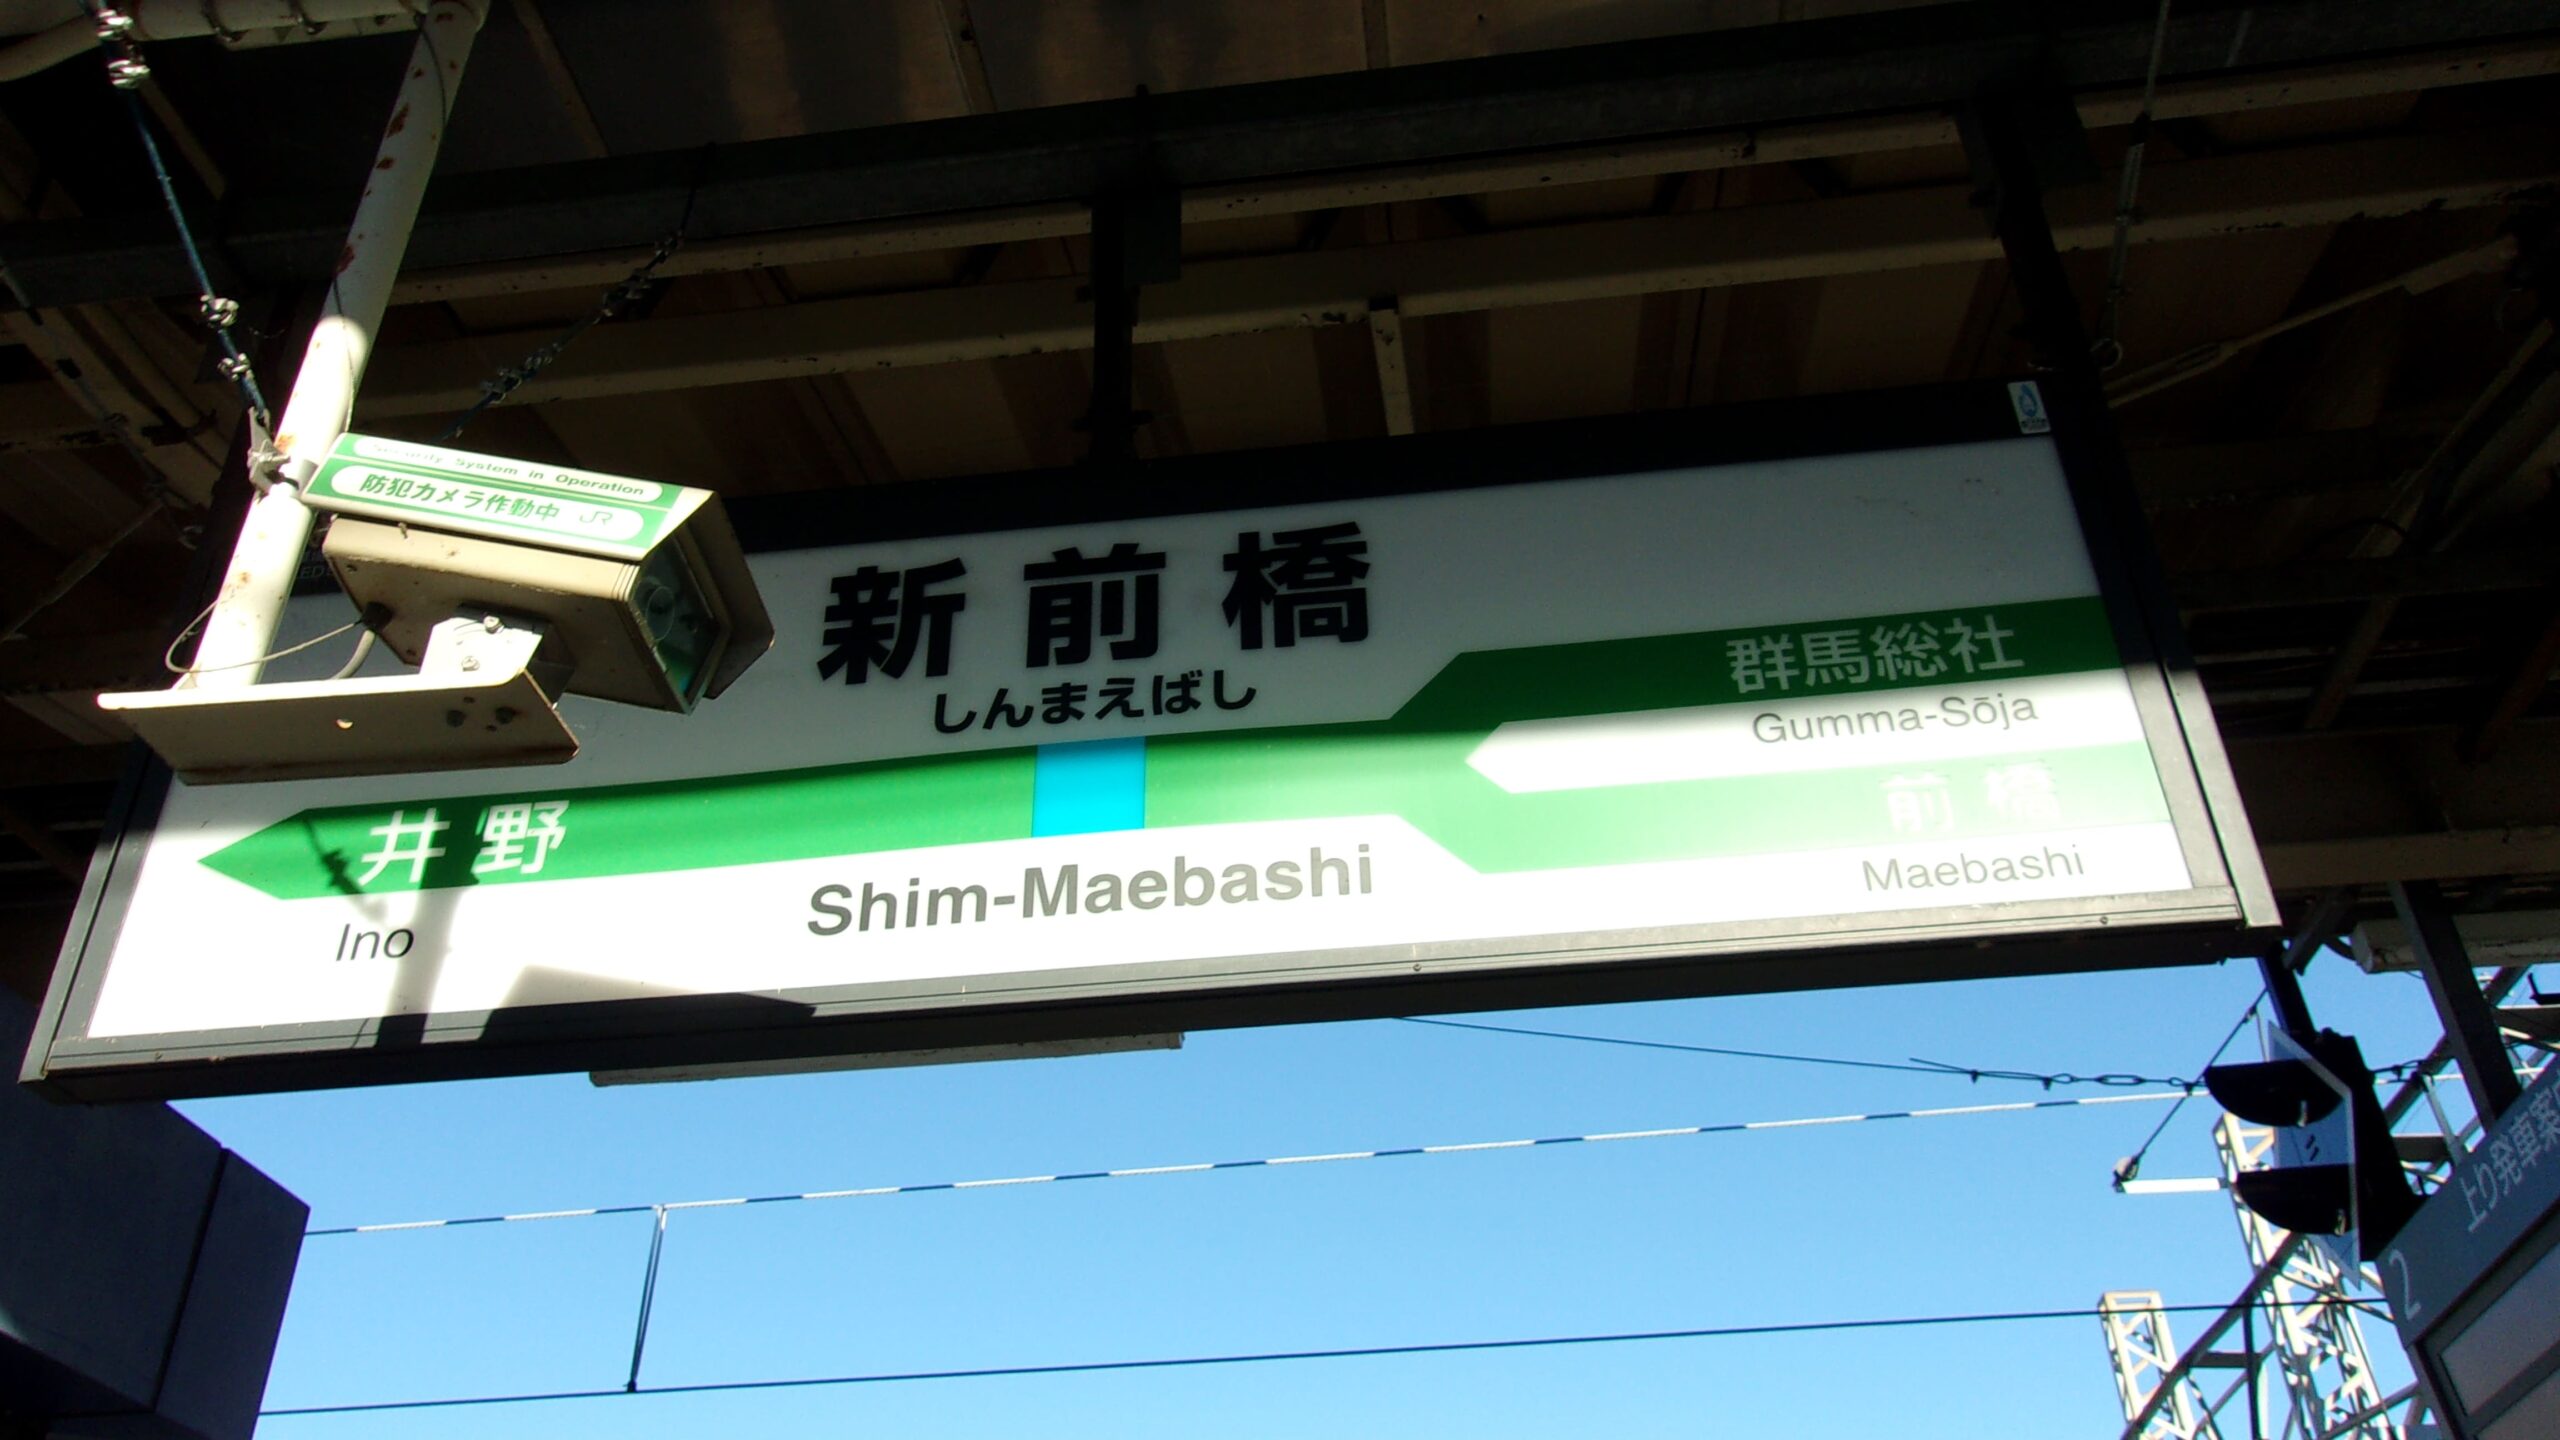 Security System in Operation
防犯カメラ作動中 JR
新前橋
しんまえばし
群馬総社
Gumma-Sōja
井野
前橋
Ino
Shim-Maebashi
Maebashi
2 上り発車案